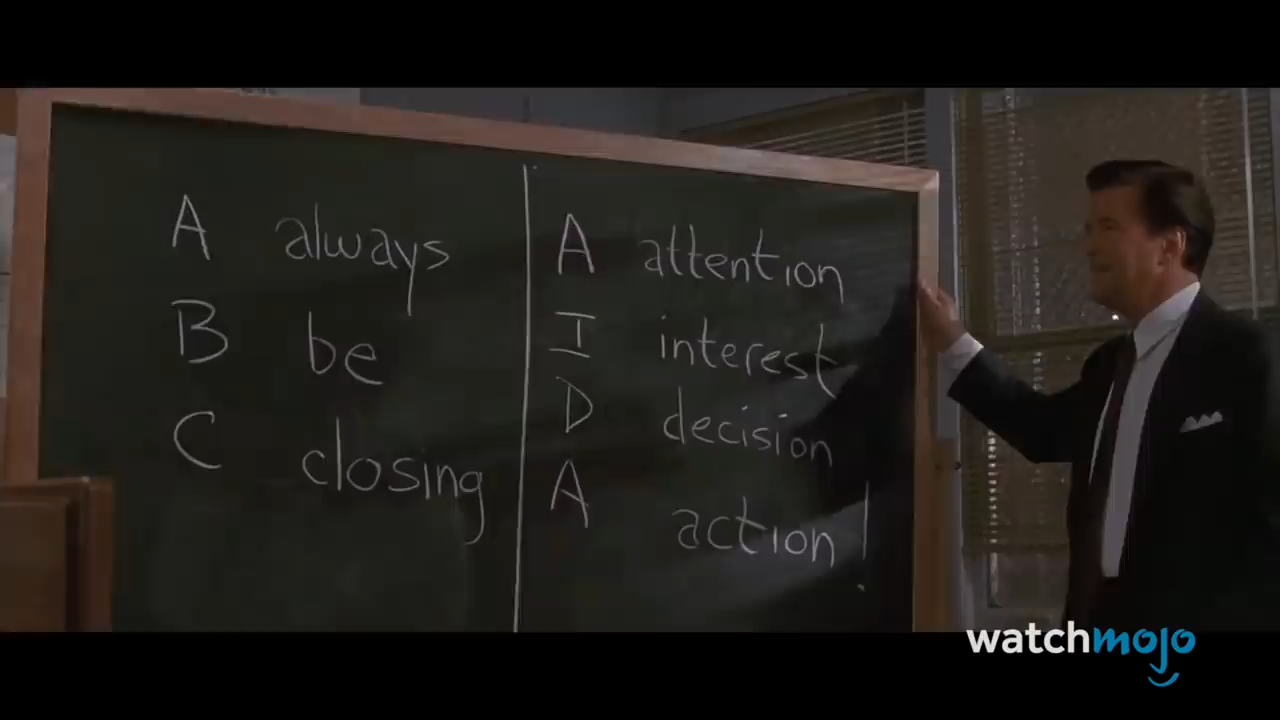 A always
B be
C closing
A attention
I interest
D decision
A action!
watchmojo